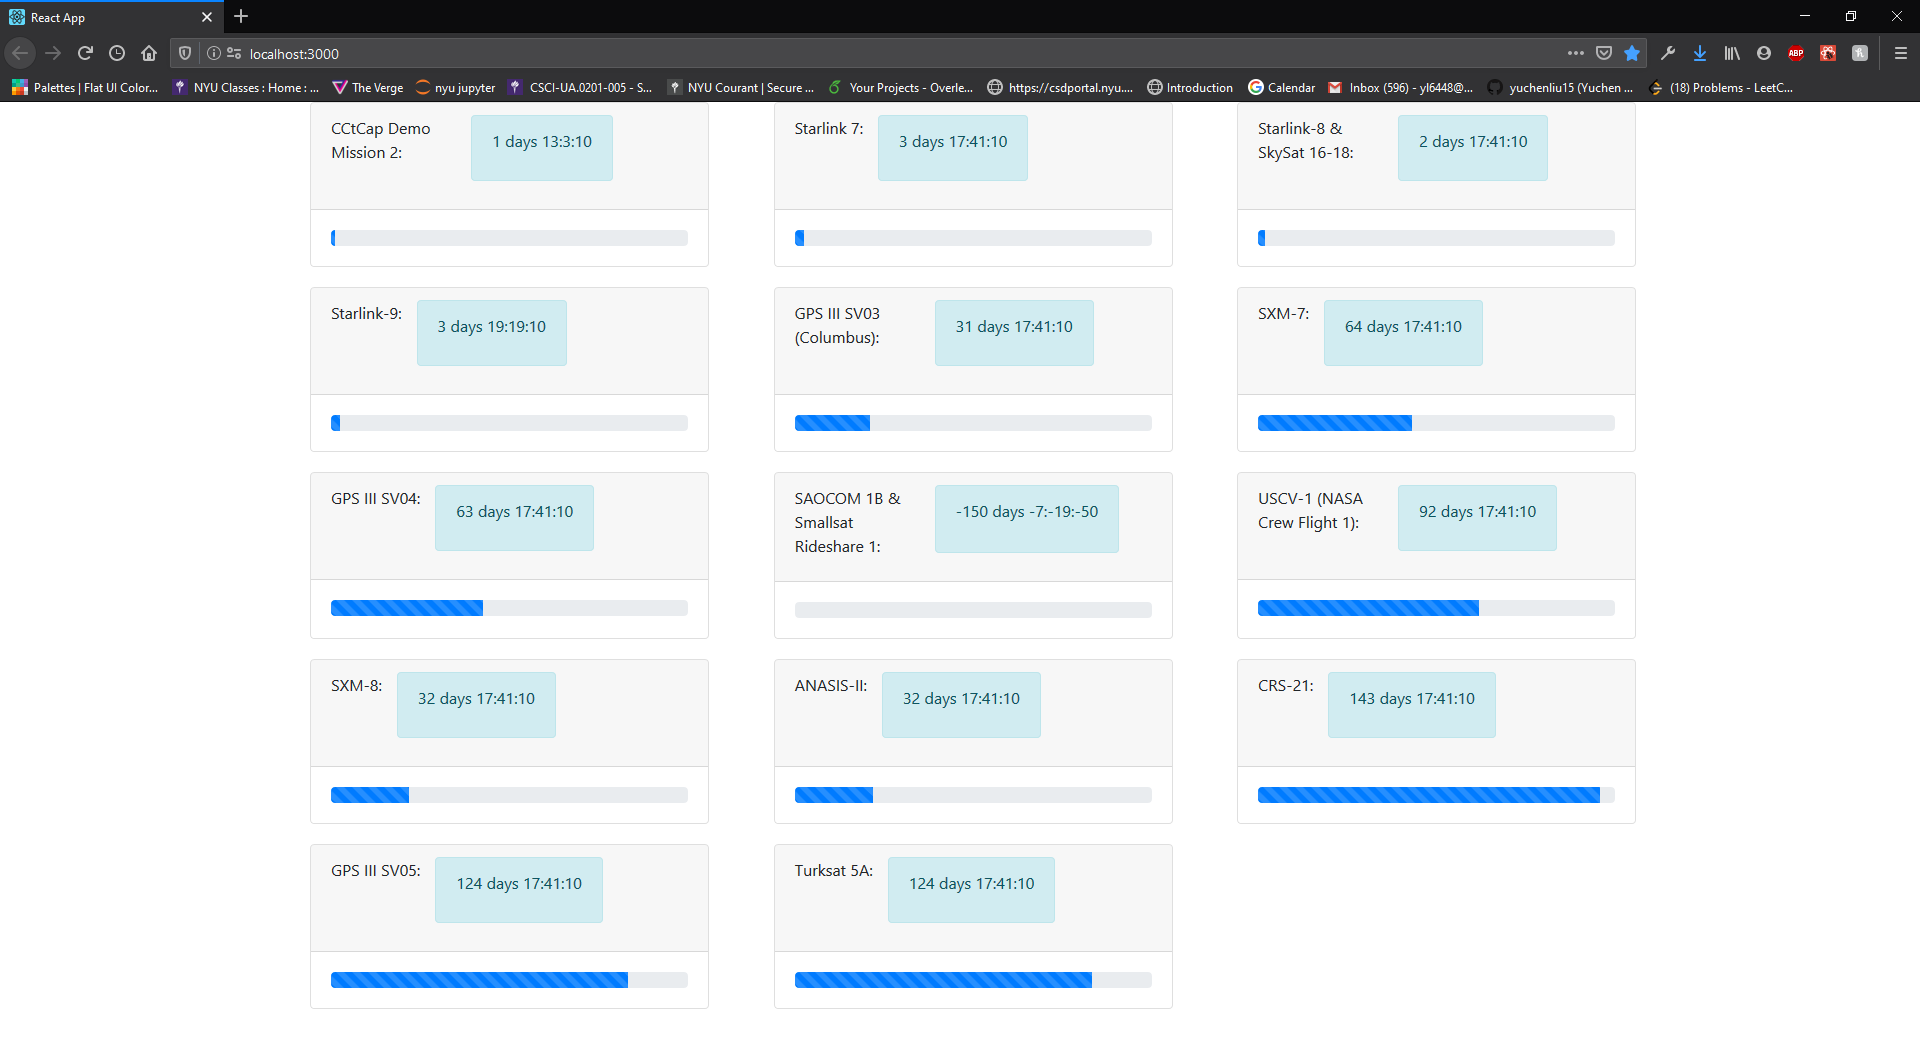 React App
localhost:3000
Palettes | Flat UI Color...
NYU Classes : Home : ...
The Verge
nyu jupyter
CSCI-UA.0201-005 - S...
NYU Courant | Secure ...
Your Projects - Overle...
https://csdportal.nyu....
Introduction
Calendar
Inbox (596) - yl6448@...
yuchenliu15 (Yuchen ...
(18) Problems - LeetC...
ABP
CCtCap Demo
Mission 2:
1 days 13:3:10
Starlink 7:
3 days 17:41:10
Starlink-8 &
SkySat 16-18:
2 days 17:41:10
Starlink-9:
3 days 19:19:10
GPS III SV03
(Columbus):
31 days 17:41:10
SXM-7:
64 days 17:41:10
GPS III SV04:
63 days 17:41:10
SAOCOM 1B &
Smallsat
Rideshare 1:
-150 days -7:-19:-50
USCV-1 (NASA
Crew Flight 1):
92 days 17:41:10
SXM-8:
32 days 17:41:10
ANASIS-II:
32 days 17:41:10
CRS-21:
143 days 17:41:10
GPS III SV05:
124 days 17:41:10
Turksat 5A:
124 days 17:41:10